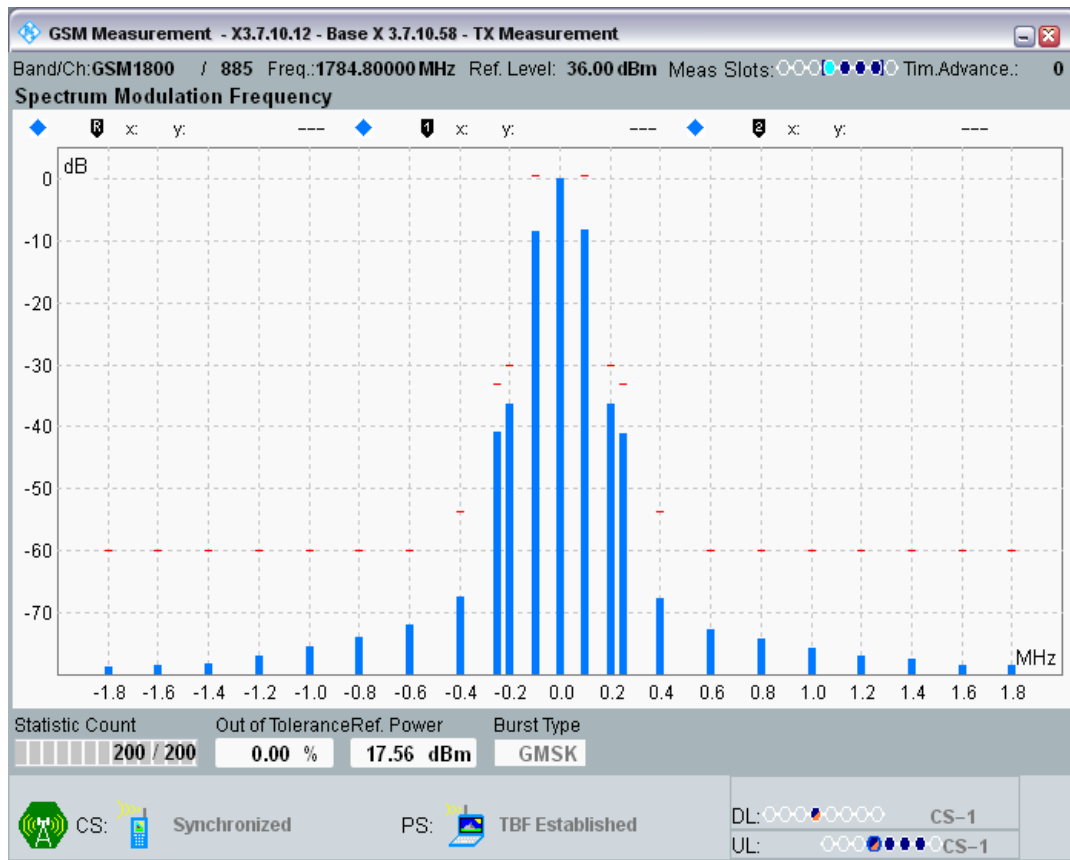 GSM Measurement - X3.7.10.12 - Base X 3.7.10.58 - TX Measurement
Band/Ch:GSM1800 / 885 Freq.:1784.80000 MHz Ref. Level: 36.00 dBm Meas Slots: Tim.Advance.: 0
Spectrum Modulation Frequency
R x: y: --- 1 x: y: --- 2 x: y: ---
dB
0
-10
-20
-30
-40
-50
-60
-70
MHz
-1.8 -1.6 -1.4 -1.2 -1.0 -0.8 -0.6 -0.4 -0.2 0.0 0.2 0.4 0.6 0.8 1.0 1.2 1.4 1.6 1.8
Statistic Count Out of Tolerance Ref. Power Burst Type
200 / 200 0.00 % 17.56 dBm GMSK
CS: Synchronized PS: TBF Established
DL: CS-1
UL: CS-1